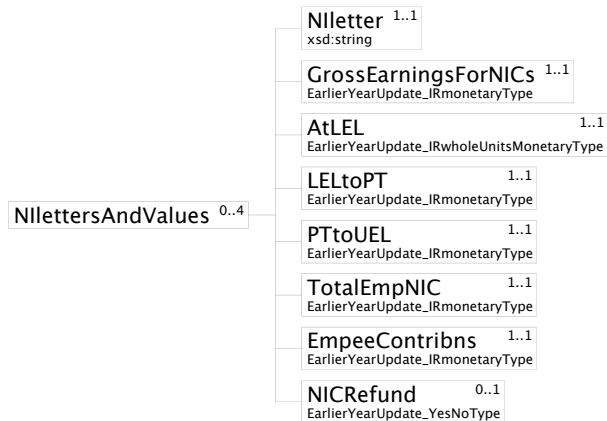 NIletter 1..1
xsd:string
GrossEarningsForNICs 1..1
EarlierYearUpdate_IRmonetaryType
AtLEL 1..1
EarlierYearUpdate_IRwholeUnitsMonetaryType
LELtoPT 1..1
EarlierYearUpdate_IRmonetaryType
NIlettersAndValues 0..4
PTtoUEL 1..1
EarlierYearUpdate_IRmonetaryType
TotalEmpNIC 1..1
EarlierYearUpdate_IRmonetaryType
EmpeeContribns 1..1
EarlierYearUpdate_IRmonetaryType
NICRefund 0..1
EarlierYearUpdate_YesNoType